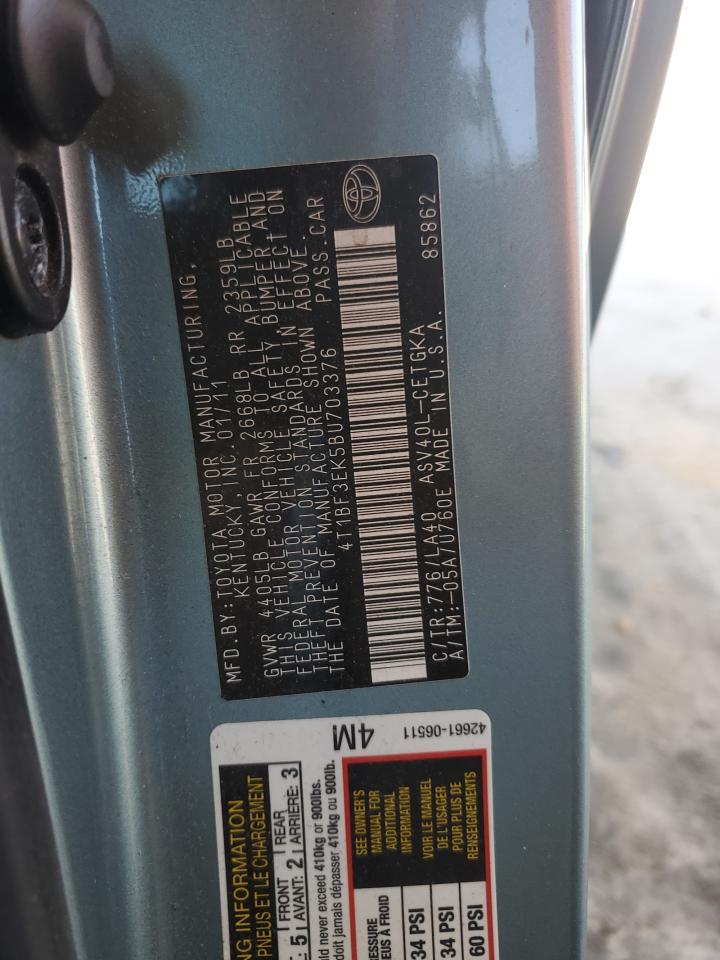 MFD. BY: TOYOTA MOTOR MANUFACTURING,
KENTUCKY, INC. 01/11
GVWR 4405LB GAWR FR 2668LB RR 2359LB
THIS VEHICLE CONFORMS TO ALL APPLICABLE
FEDERAL MOTOR VEHICLE SAFETY, BUMPER AND
THEFT PREVENTION STANDARDS IN EFFECT ON
THE DATE OF MANUFACTURE SHOWN ABOVE.
4T1BF3EK5BU703376 PASS.CAR
C/TR:776/LA40 ASV40L-CETGKA 85862
A/TM:-05A/U760E MADE IN U.S.A.
4M
42661-06511
NG INFORMATION
PNEUS ET LE CHARGEMENT
5 FRONT 2 REAR 3
AVANT: ARRIÈRE:
ld never exceed 410kg or 900lbs.
doit jamais dépasser 410kg ou 900lb.
SEE OWNER'S
MANUAL FOR
ADDITIONAL
INFORMATION
VOIR LE MANUEL
DE L'USAGER
POUR PLUS DE
RENSEIGNEMENTS
ESSURE
EUS À FROID
34 PSI
34 PSI
60 PSI